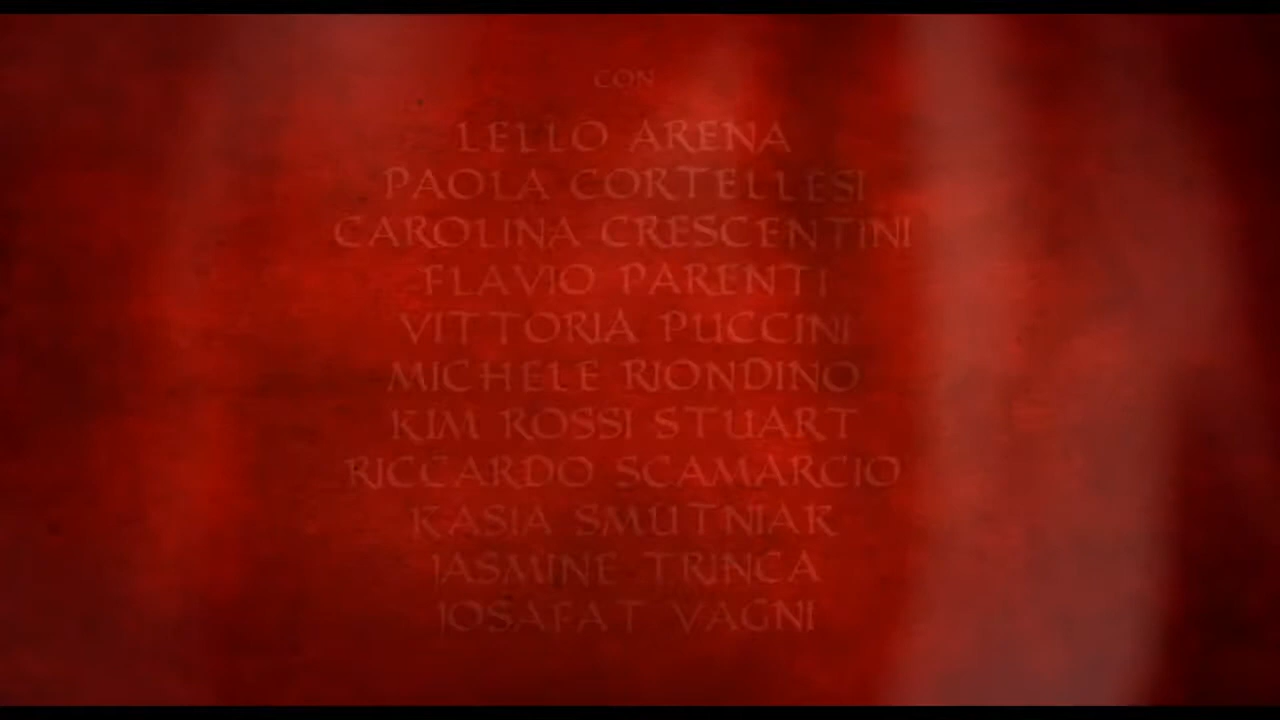 CON
LELLO ARENA
PAOLA CORTELLESI
CAROLINA CRESCENTINI
FLAVIO PARENTI
VITTORIA PUCCINI
MICHELE RIONDINO
KIM ROSSI STUART
RICCARDO SCAMARCIO
KASIA SMUTNIAK
JASMINE TRINCA
JOSAFAT VAGNI